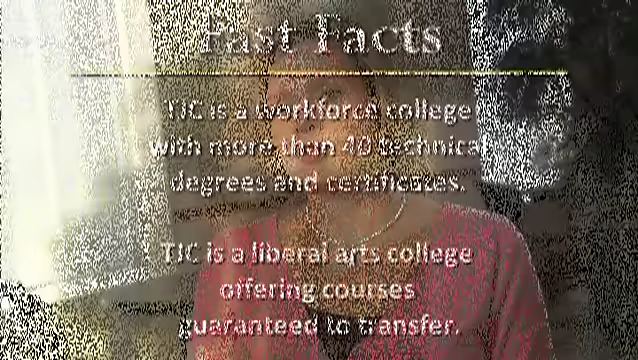 Fast Facts
TJC is a workforce college
with more than 40 technical
degrees and certificates.
TJC is a liberal arts college
offering courses
guaranteed to transfer.